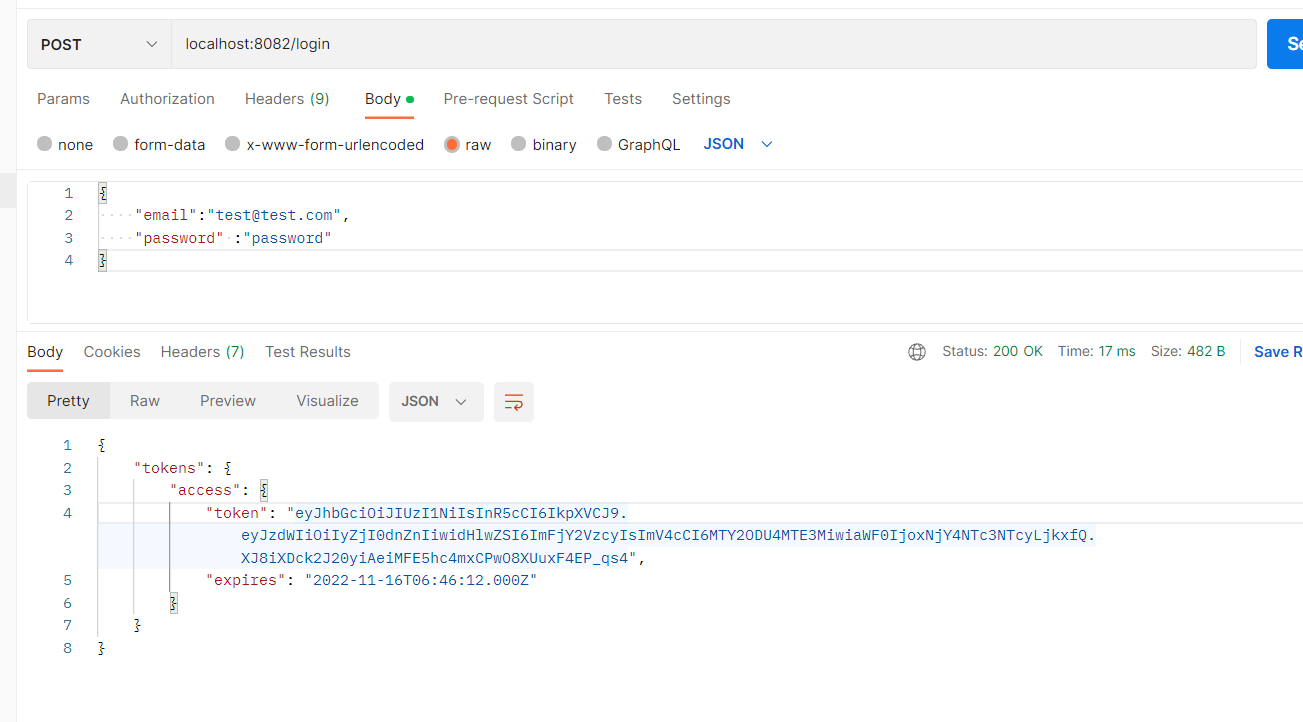 POST localhost:8082/login Se
Params Authorization Headers (9) Body Pre-request Script Tests Settings
none form-data x-www-form-urlencoded raw binary GraphQL JSON
1 {
2 "email":"test@test.com",
3 "password" :"password"
4 }
Body Cookies Headers (7) Test Results Status: 200 OK Time: 17 ms Size: 482 B Save R
Pretty Raw Preview Visualize JSON
1 {
2 "tokens": {
3 "access": {
4 "token": "eyJhbGciOiJIUzI1NiIsInR5cCI6IkpXVCJ9.
eyJzdWIiOiIyZjI0dnZnIiwidHlwZSI6ImFjY2VzcyIsImV4cCI6MTY2ODU4MTE3MiwiaWF0IjoxNjY4NTc3NTcyLjkxfQ.
XJ8iXDck2J20yiAeiMFE5hc4mxCPwO8XUuxF4EP_qs4",
5 "expires": "2022-11-16T06:46:12.000Z"
6 }
7 }
8 }